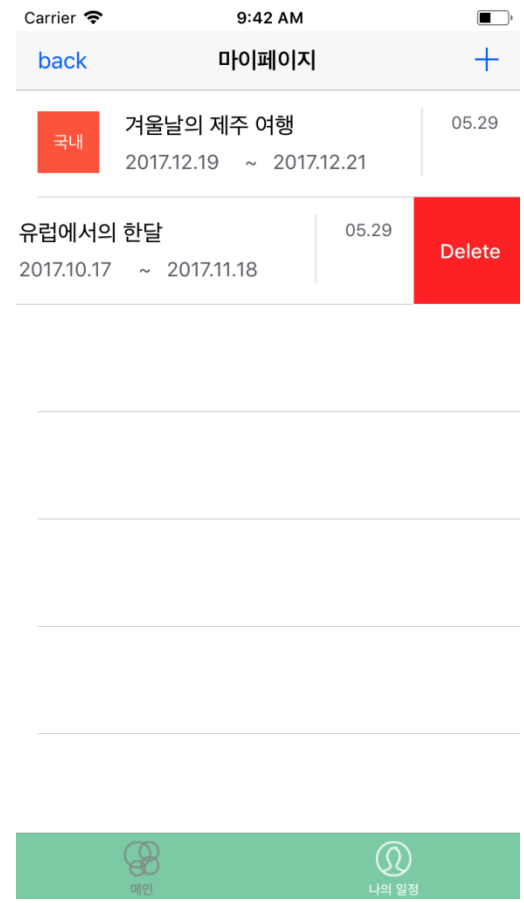 Carrier 9:42 AM
back 마이페이지
국내 겨울날의 제주 여행 05.29
2017.12.19 ~ 2017.12.21
유럽에서의 한달 05.29
2017.10.17 ~ 2017.11.18
Delete
메인 나의 일정